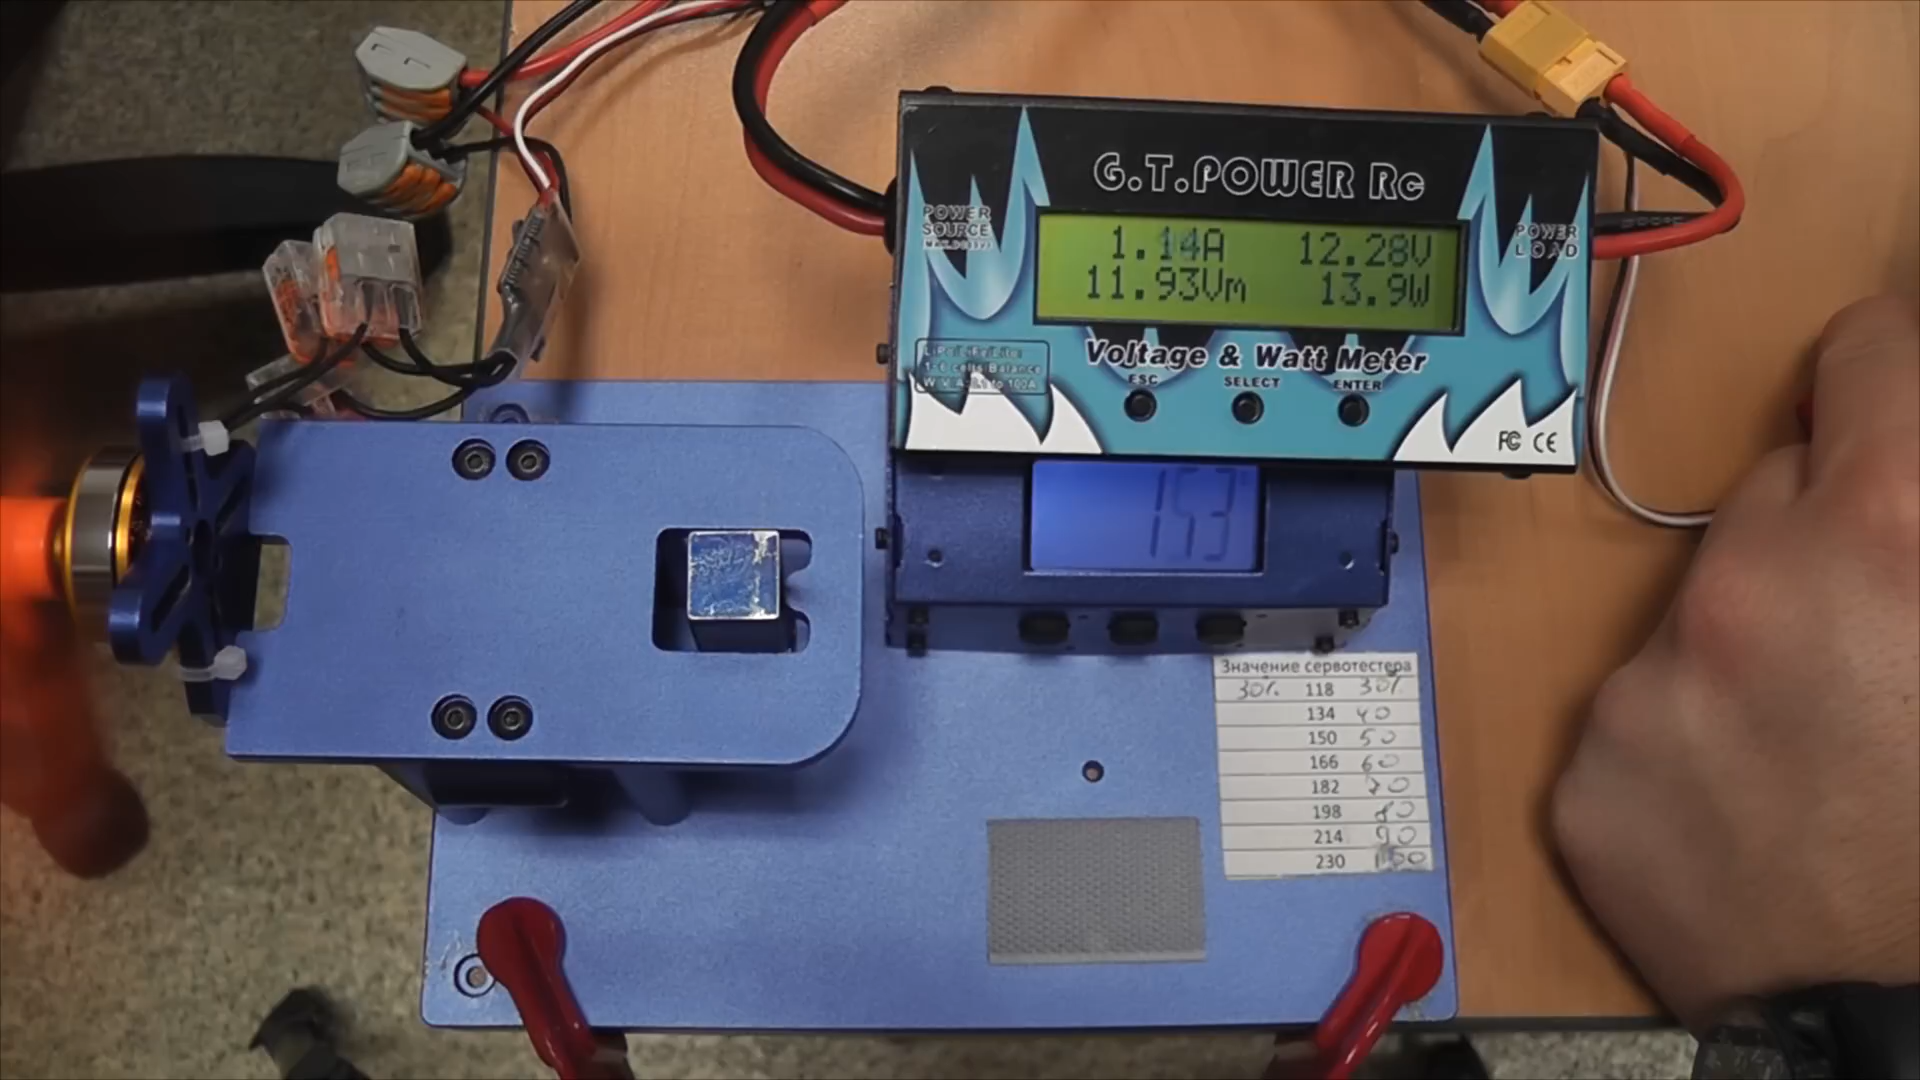 G.T.POWER RC
POWER SOURCE
1.14A 12.28V
11.93Vm 13.9W
POWER LOAD
Voltage & Watt Meter
ESC SELECT ENTER
FC CE
153
Значение сервотестера
30% 118 30%
134 40
150 50
166 60
182 70
198 80
214 90
230 100